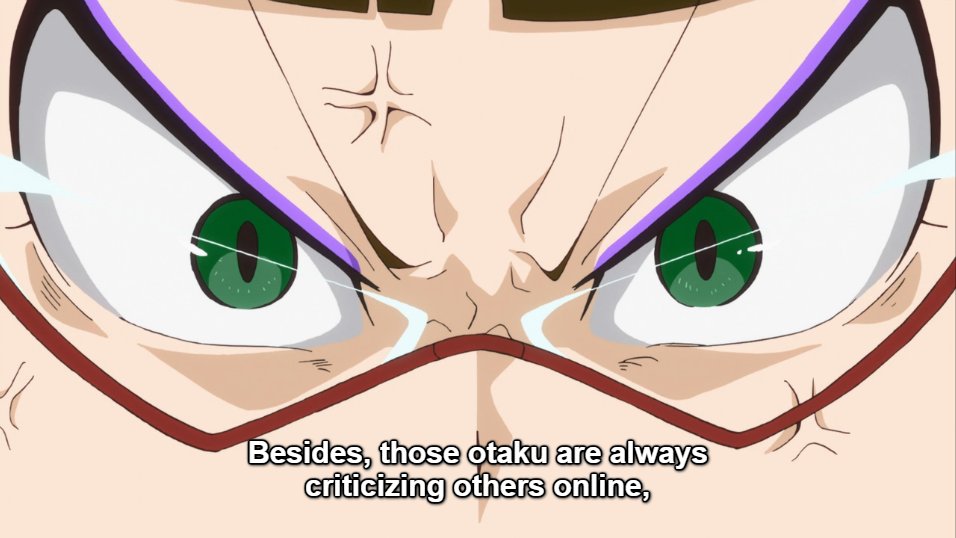 Besides, those otaku are always
criticizing others online,